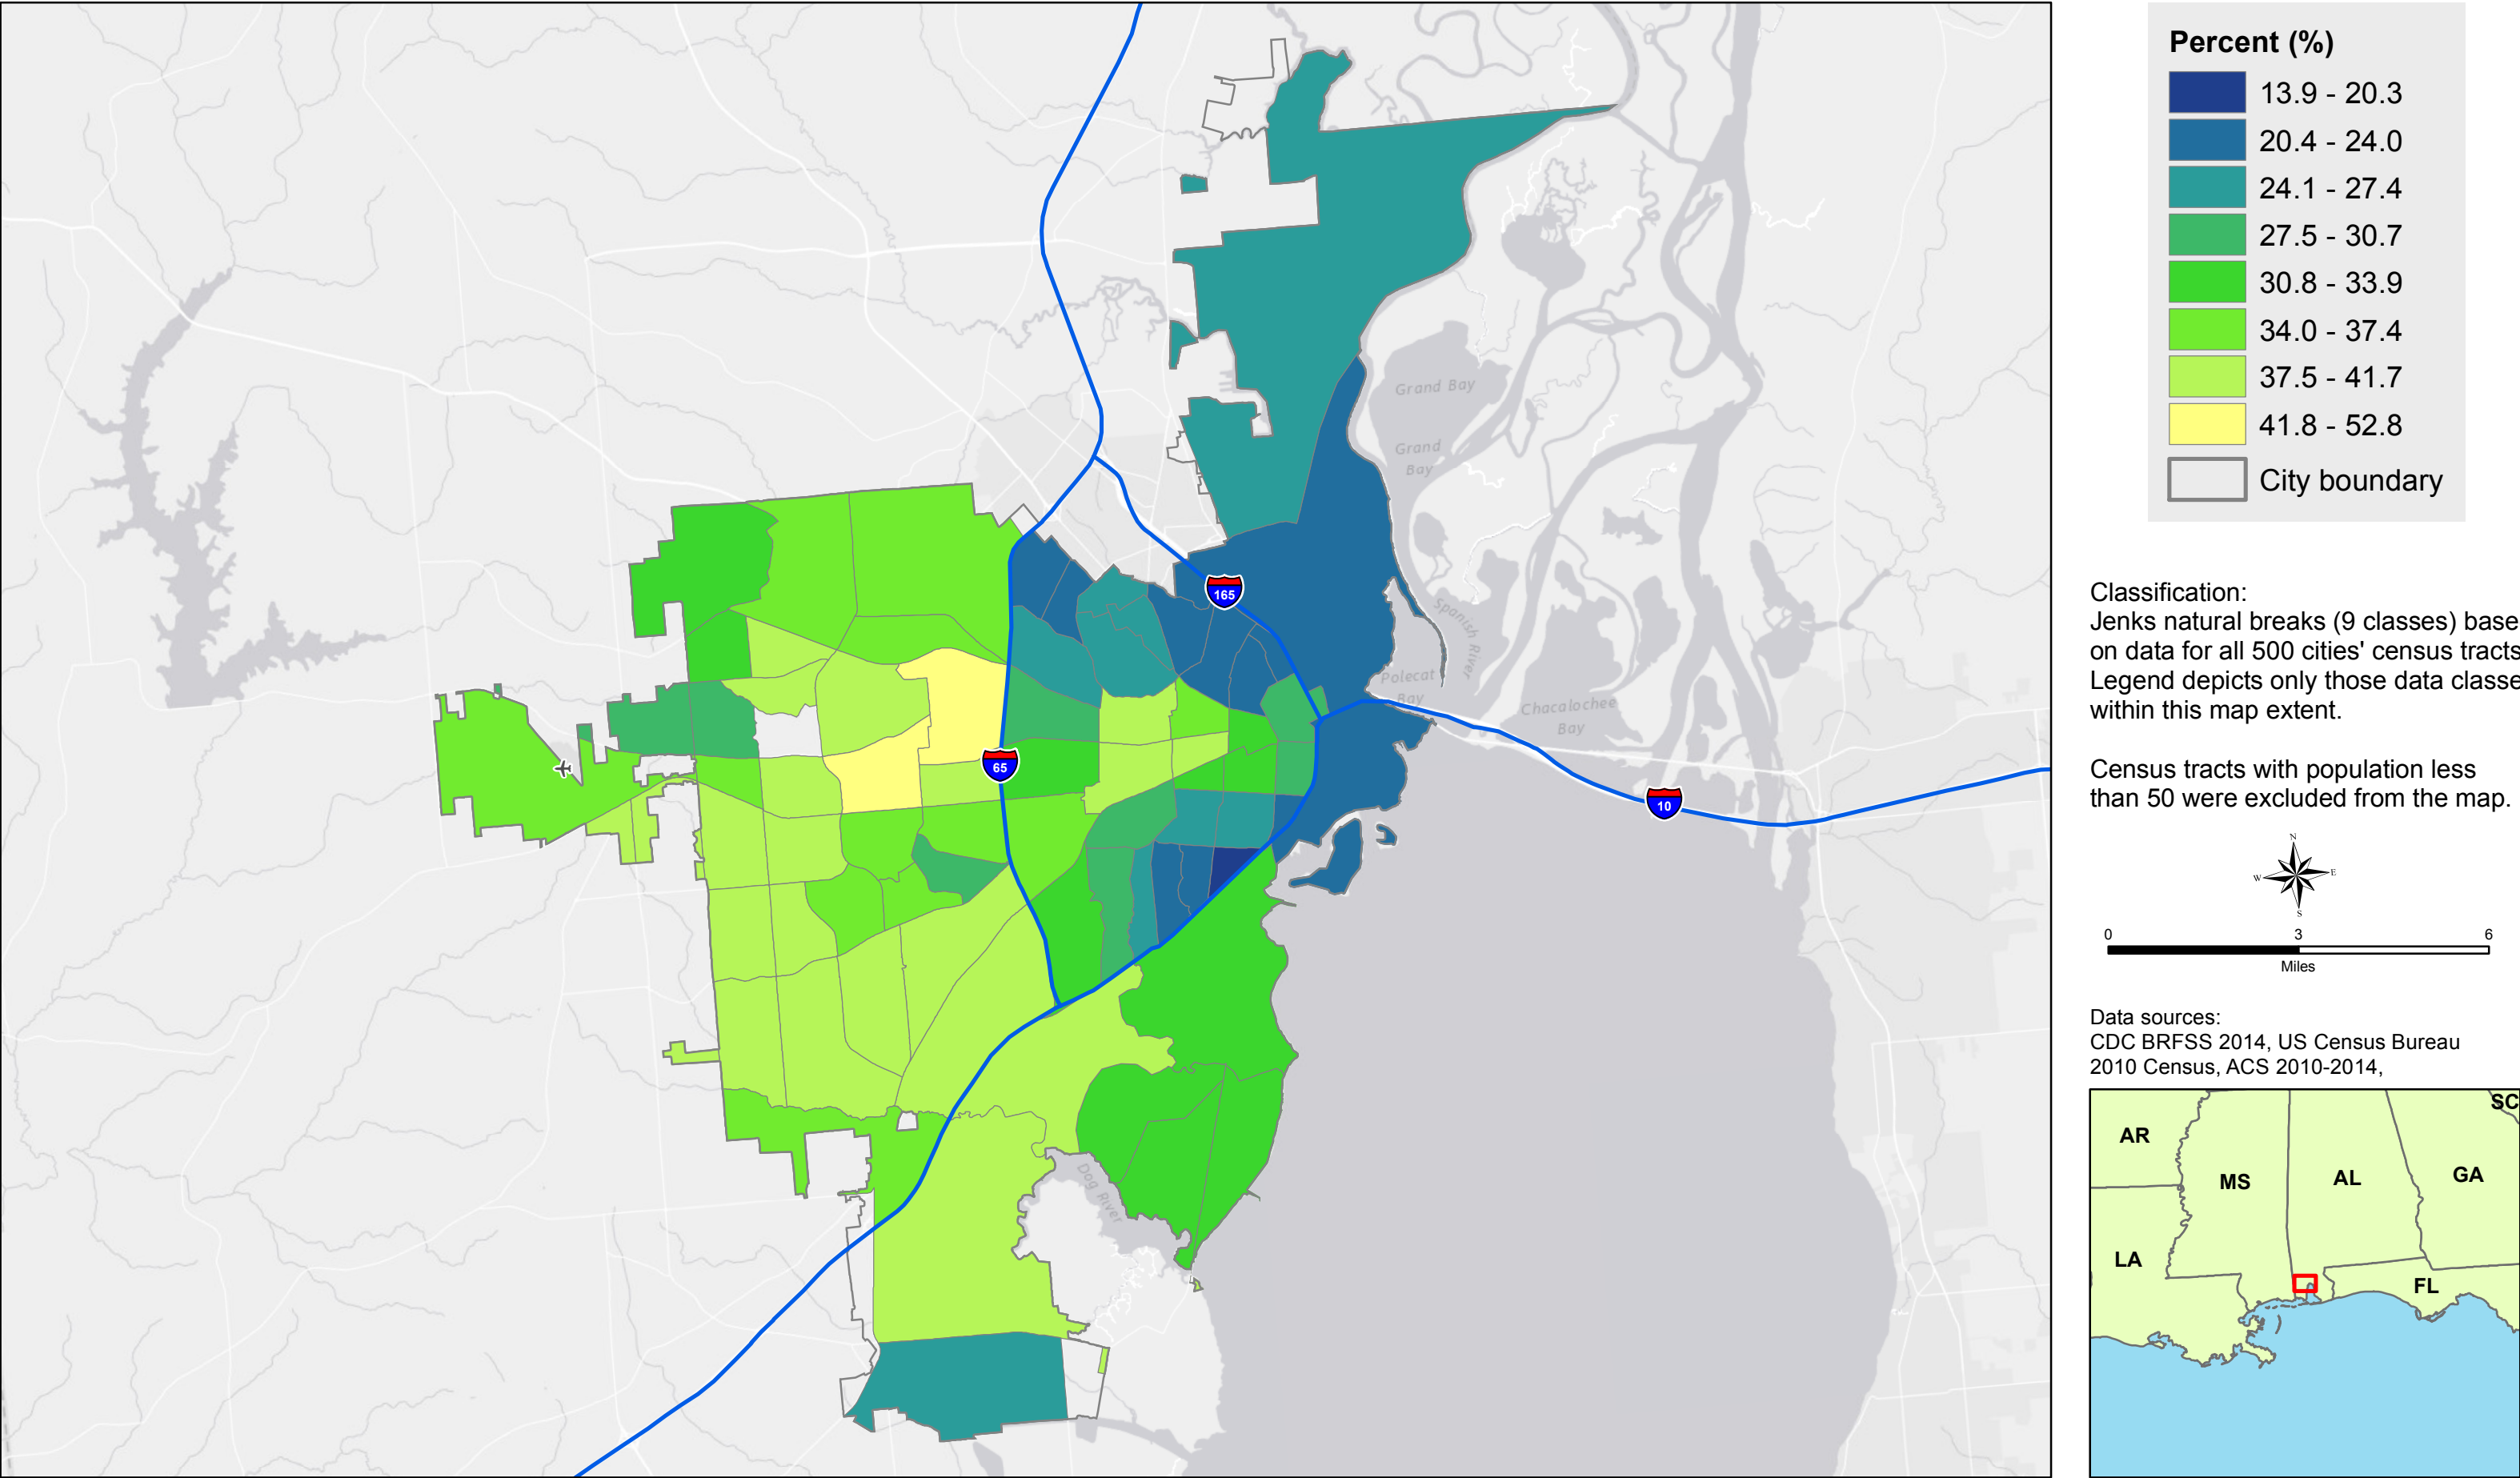 Percent (%)
13.9 - 20.3
20.4 - 24.0
24.1 - 27.4
27.5 - 30.7
30.8 - 33.9
34.0 - 37.4
37.5 - 41.7
41.8 - 52.8
City boundary
Classification:
Jenks natural breaks (9 classes) base
on data for all 500 cities' census tracts
Legend depicts only those data classe
within this map extent.
Census tracts with population less
than 50 were excluded from the map.
N
W
E
S
0 3 6
Miles
Data sources:
CDC BRFSS 2014, US Census Bureau
2010 Census, ACS 2010-2014,
SC
AR
MS
AL
GA
LA
FL
Grand Bay
Grand
Bay
165
Spanish River
Polecat
Bay
Chacalochee
Bay
65
10
Dog River